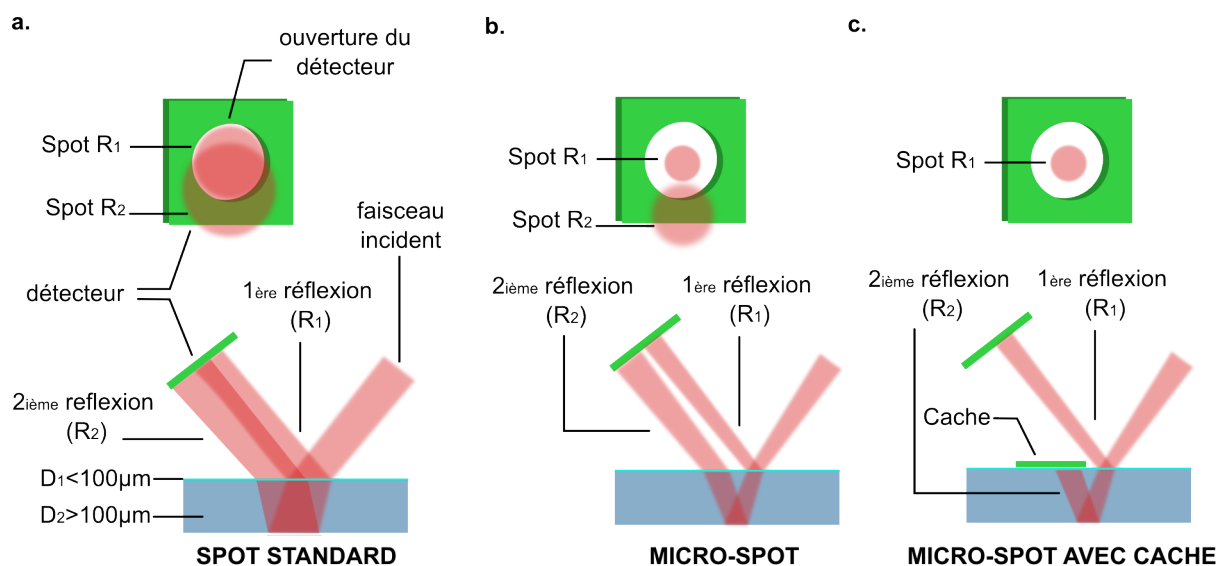 a.
ouverture du
détecteur
Spot R1
Spot R2
faisceau
incident
détecteur
1ère réflexion
(R1)
2ième reflexion
(R2)
D1<100µm
D2>100µm
SPOT STANDARD
b.
Spot R1
Spot R2
2ième réflexion
(R2)
1ère réflexion
(R1)
MICRO-SPOT
c.
Spot R1
2ième réflexion
(R2)
1ère réflexion
(R1)
Cache
MICRO-SPOT AVEC CACHE